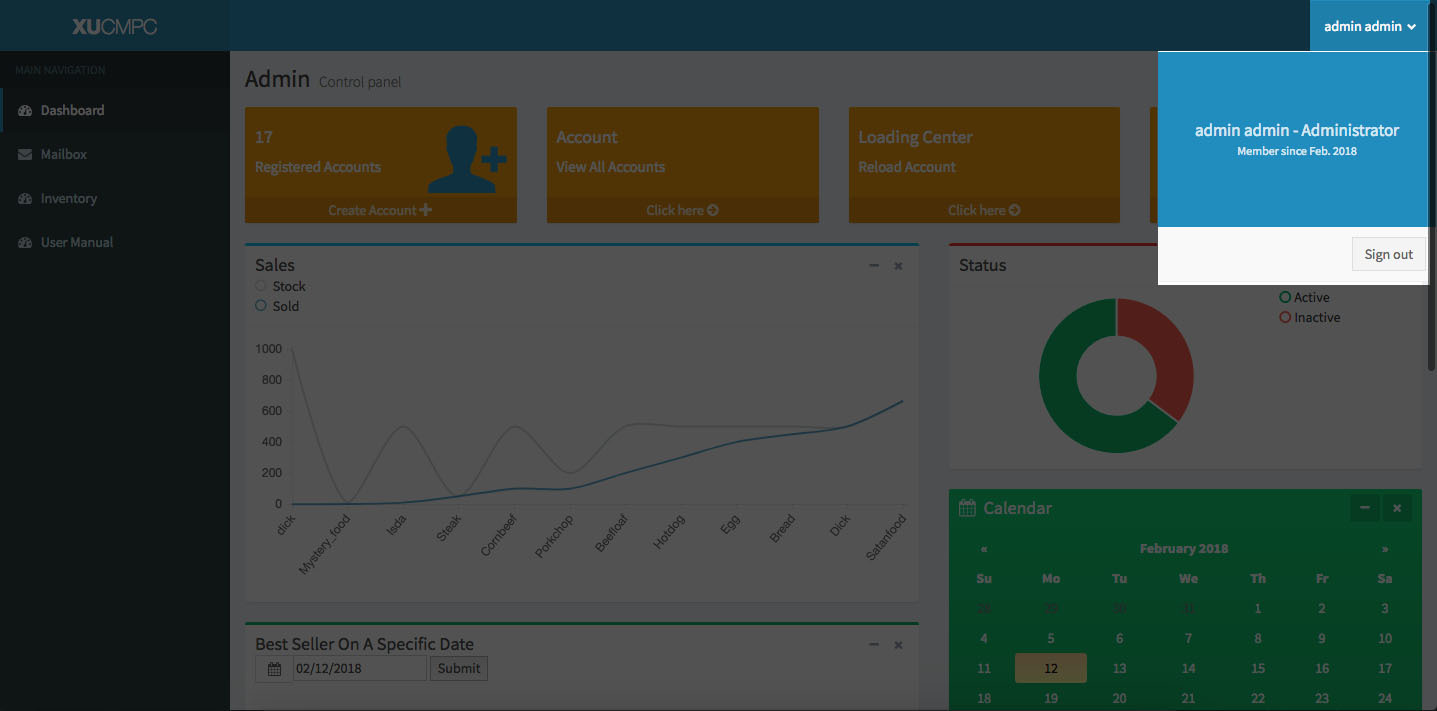 XUCMPC
admin admin
MAIN NAVIGATION
Dashboard
Mailbox
Inventory
User Manual
Admin Control panel
admin admin - Administrator
Member since Feb. 2018
Sign out
17
Registered Accounts
Create Account
Account
View All Accounts
Click here
Loading Center
Reload Account
Click here
Sales
Stock
Sold
1000
800
600
400
200
0
dick
Mystery_food
Isda
Steak
Cornbeef
Porkchop
Beefloaf
Hotdog
Egg
Bread
Dick
Satanfood
Status
Active
Inactive
Calendar
« February 2018 »
Su Mo Tu We Th Fr Sa
28 29 30 31 1 2 3
4 5 6 7 8 9 10
11 12 13 14 15 16 17
18 19 20 21 22 23 24
Best Seller On A Specific Date
02/12/2018 Submit